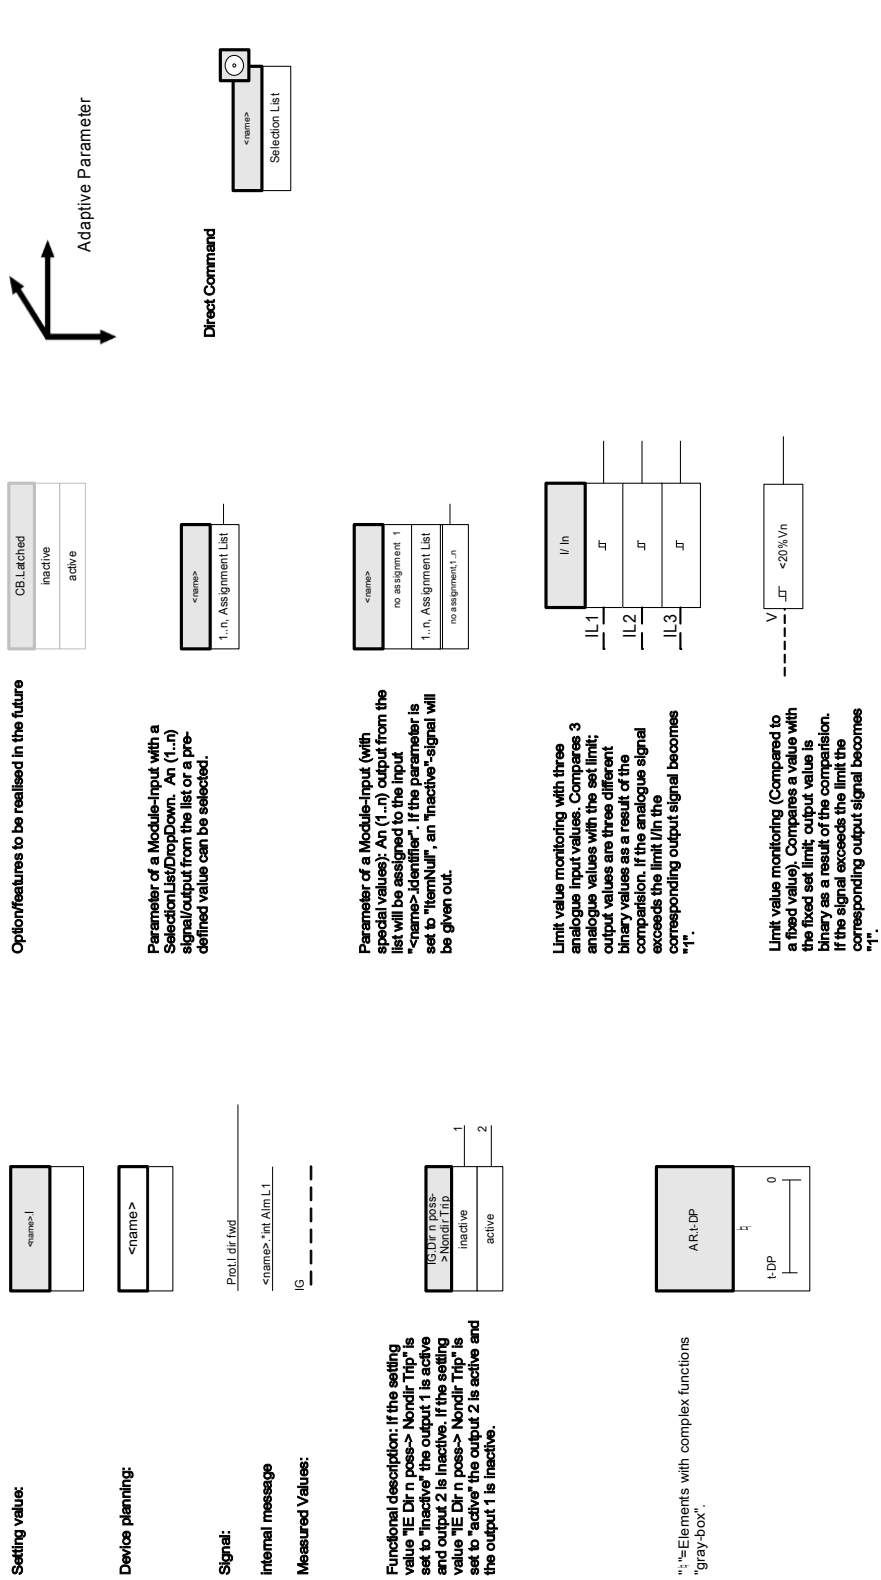 Setting value:
<name>.I
Device planning:
<name>
Signal:
Prot.I dir fwd
internal message
<name>.*Int Alm L1
Measured Values:
IG
Functional description: If the setting
value "IE Dir n poss--> Nondir Trip" is
set to "inactive" the output 1 is active
and output 2 is inactive. If the setting
value "IE Dir n poss--> Nondir Trip" is
set to "active" the output 2 is active and
the output 1 is inactive.
IG.Dir n poss-
>Nondir Trip
inactive
1
active
2
"φ"=Elements with complex functions
"gray-box".
AR.t-DP
φ
t-DP
0
Option/features to be realised in the future
CB.Latched
inactive
active
Parameter of a Module-Input with a
SelectionList/DropDown. An (1..n)
signal/output from the list or a pre-
defined value can be selected.
<name>
1..n, Assignment List
Parameter of a Module-Input (with
special values): An (1...n) output from the
list will be assigned to the input
"<name>.identifier". If the parameter is
set to "ItemNull", an "inactive"-signal will
be given out.
<name>
no assignment 1
1..n, Assignment List
no assignment,1..n
Limit value monitoring with three
analogue input values. Compares 3
analogue values with the set limit;
output values are three different
binary values as a result of the
comparision. If the analogue signal
exceeds the limit I/In the
corresponding output signal becomes
"1".
I/ In
IL1
IL2
IL3
Limit value monitoring (Compared to
a fixed value). Compares a value with
the fixed set limit; output value is
binary as a result of the comparision.
If the signal exceeds the limit the
corresponding output signal becomes
"1".
V
<20%Vn
Adaptive Parameter
Direct Command
<name>
Selection List